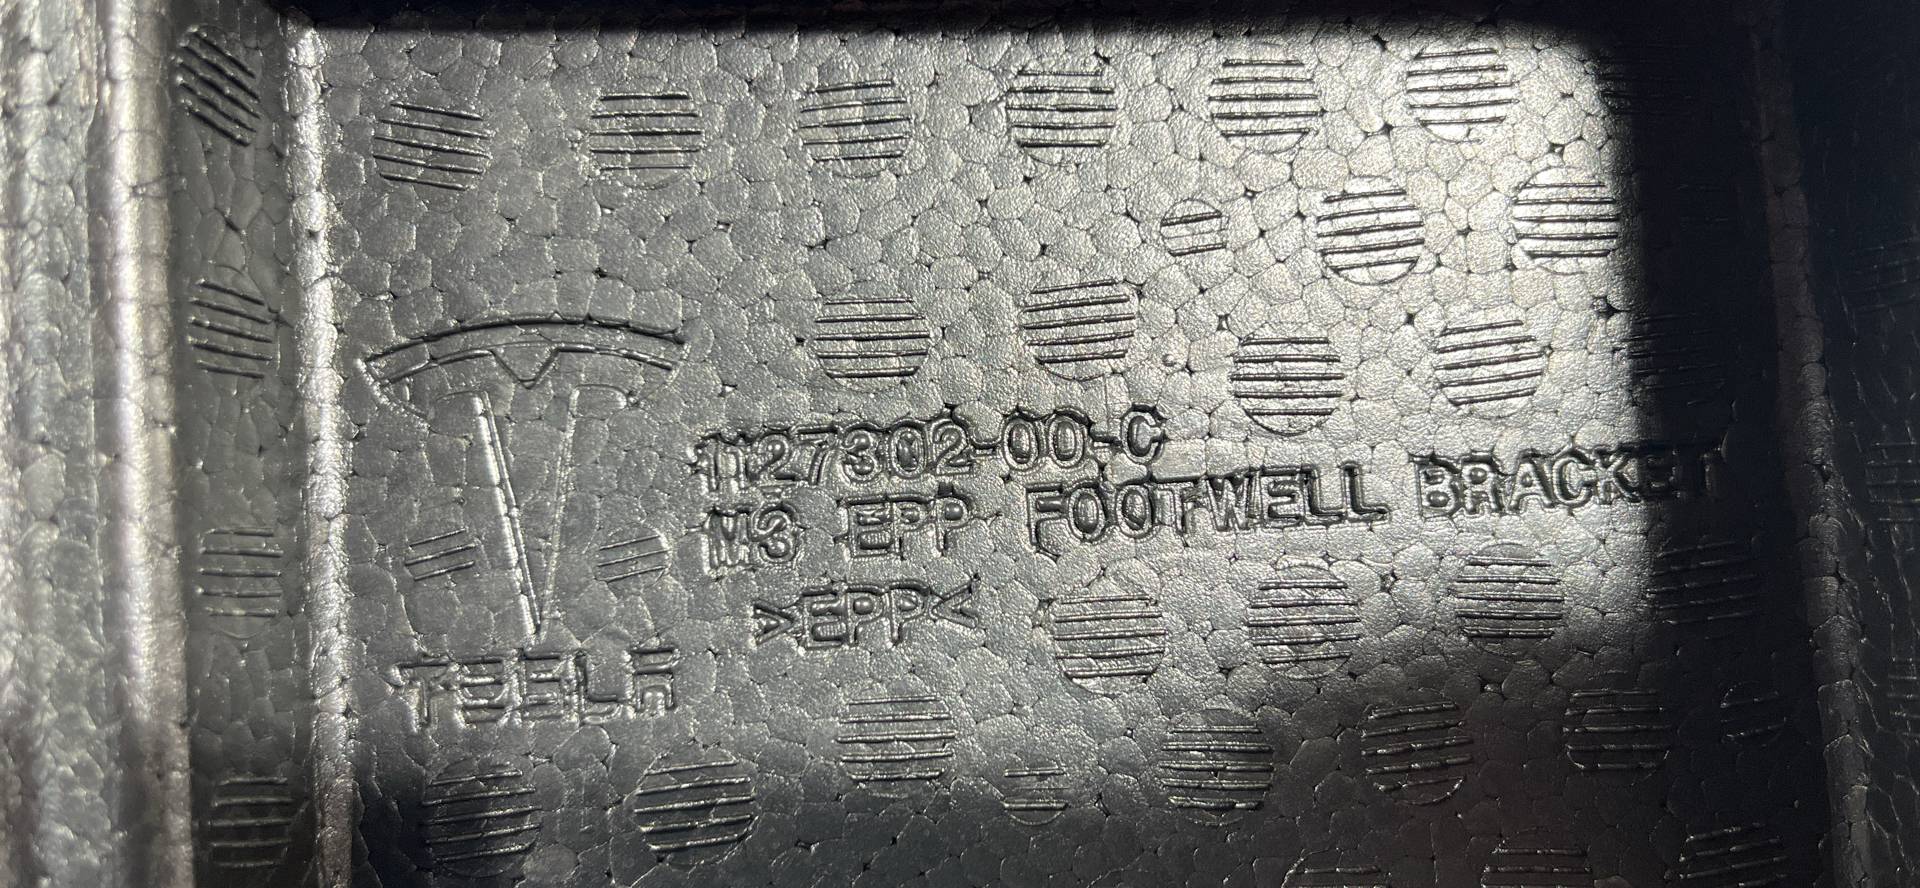 1127302-00-C
M3 EPP FOOTWELL BRACKET
>EPP<
TESLA